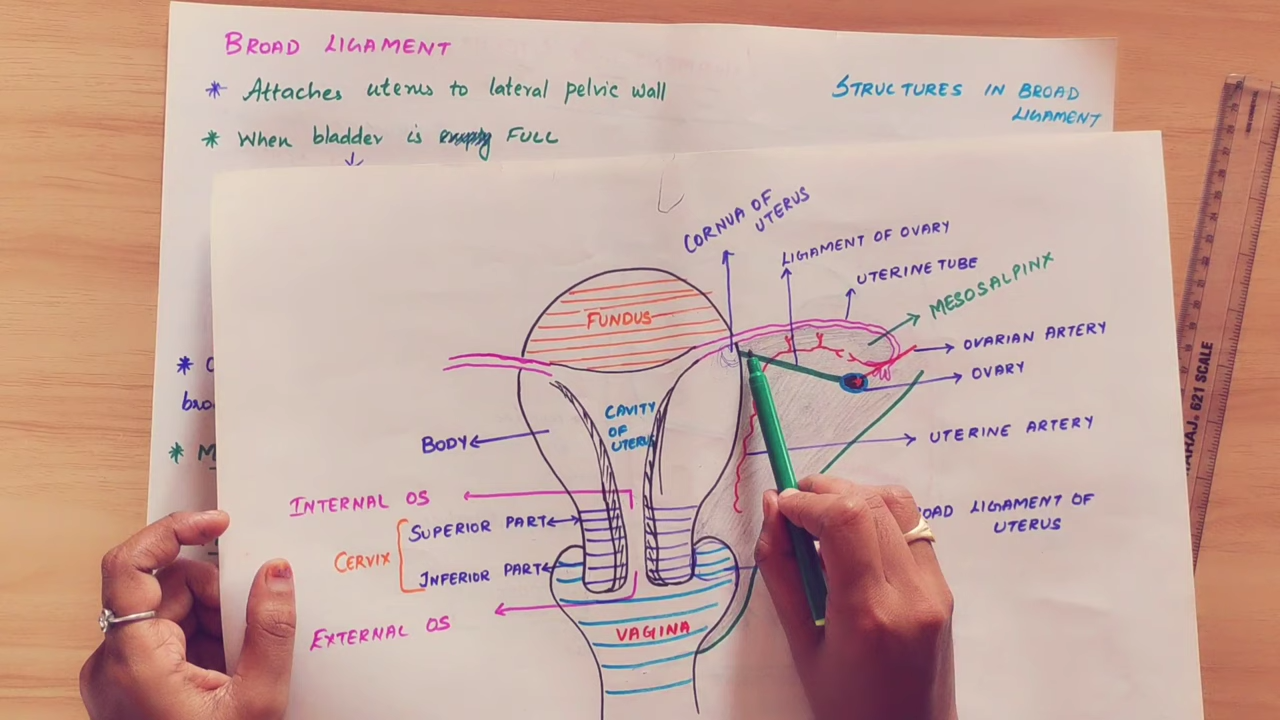 BROAD LIGAMENT
* Attaches uterus to lateral pelvic wall
* When bladder is FULL
STRUCTURES IN BROAD
LIGAMENT
CORNUA OF
UTERUS
LIGAMENT OF OVARY
UTERINE TUBE
MESOSALPINX
OVARIAN ARTERY
OVARY
UTERINE ARTERY
OAD LIGAMENT OF
UTERUS
FUNDUS
CAVITY
OF
UTERUS
BODY
INTERNAL OS
SUPERIOR PART
CERVIX
INFERIOR PART
EXTERNAL OS
VAGINA
621 SCALE